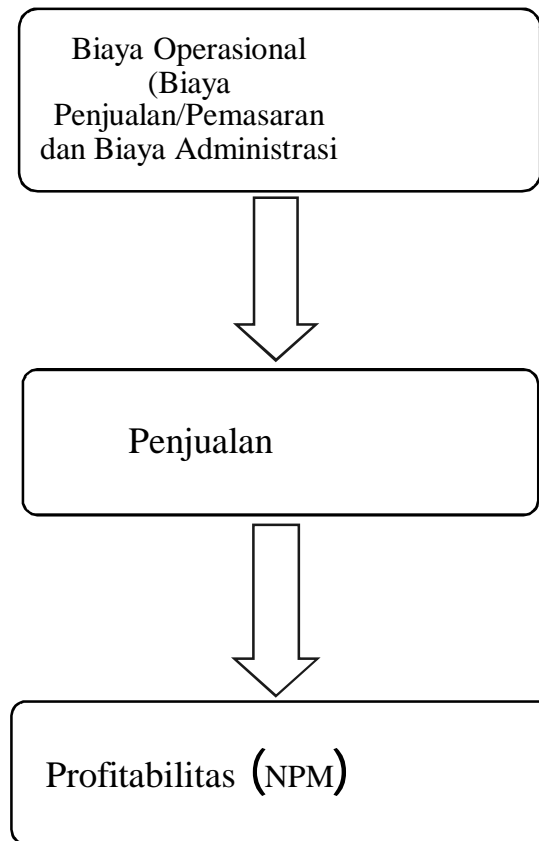 Biaya Operasional
(Biaya
Penjualan/Pemasaran
dan Biaya Administrasi
Penjualan
Profitabilitas (NPM)